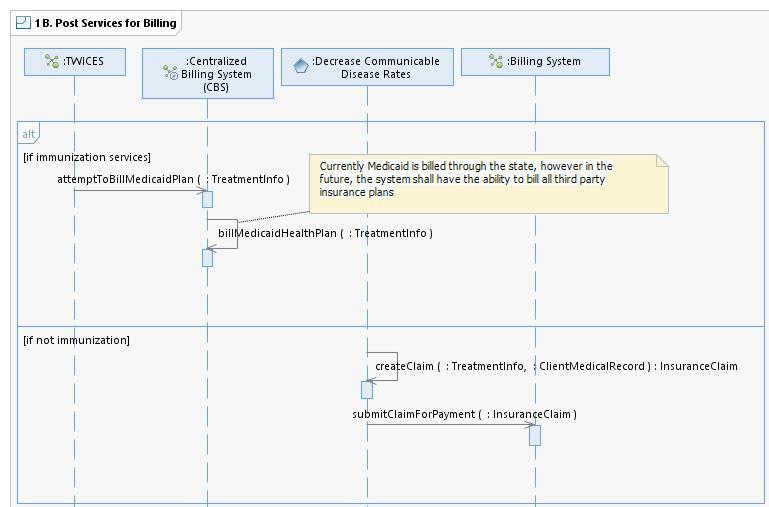 1 B. Post Services for Billing
:TWICES
:Centralized
Billing System
(CBS)
:Decrease Communicable
Disease Rates
:Billing System
alt
[if immunization services]
attemptToBillMedicaidPlan ( : TreatmentInfo )
Currently Medicaid is billed through the state, however in the
future, the system shall have the ability to bill all third party
insurance plans
billMedicaidHealthPlan ( : TreatmentInfo )
[if not immunization]
createClaim ( : TreatmentInfo, : ClientMedicalRecord ) : InsuranceClaim
submitClaimForPayment ( : InsuranceClaim )